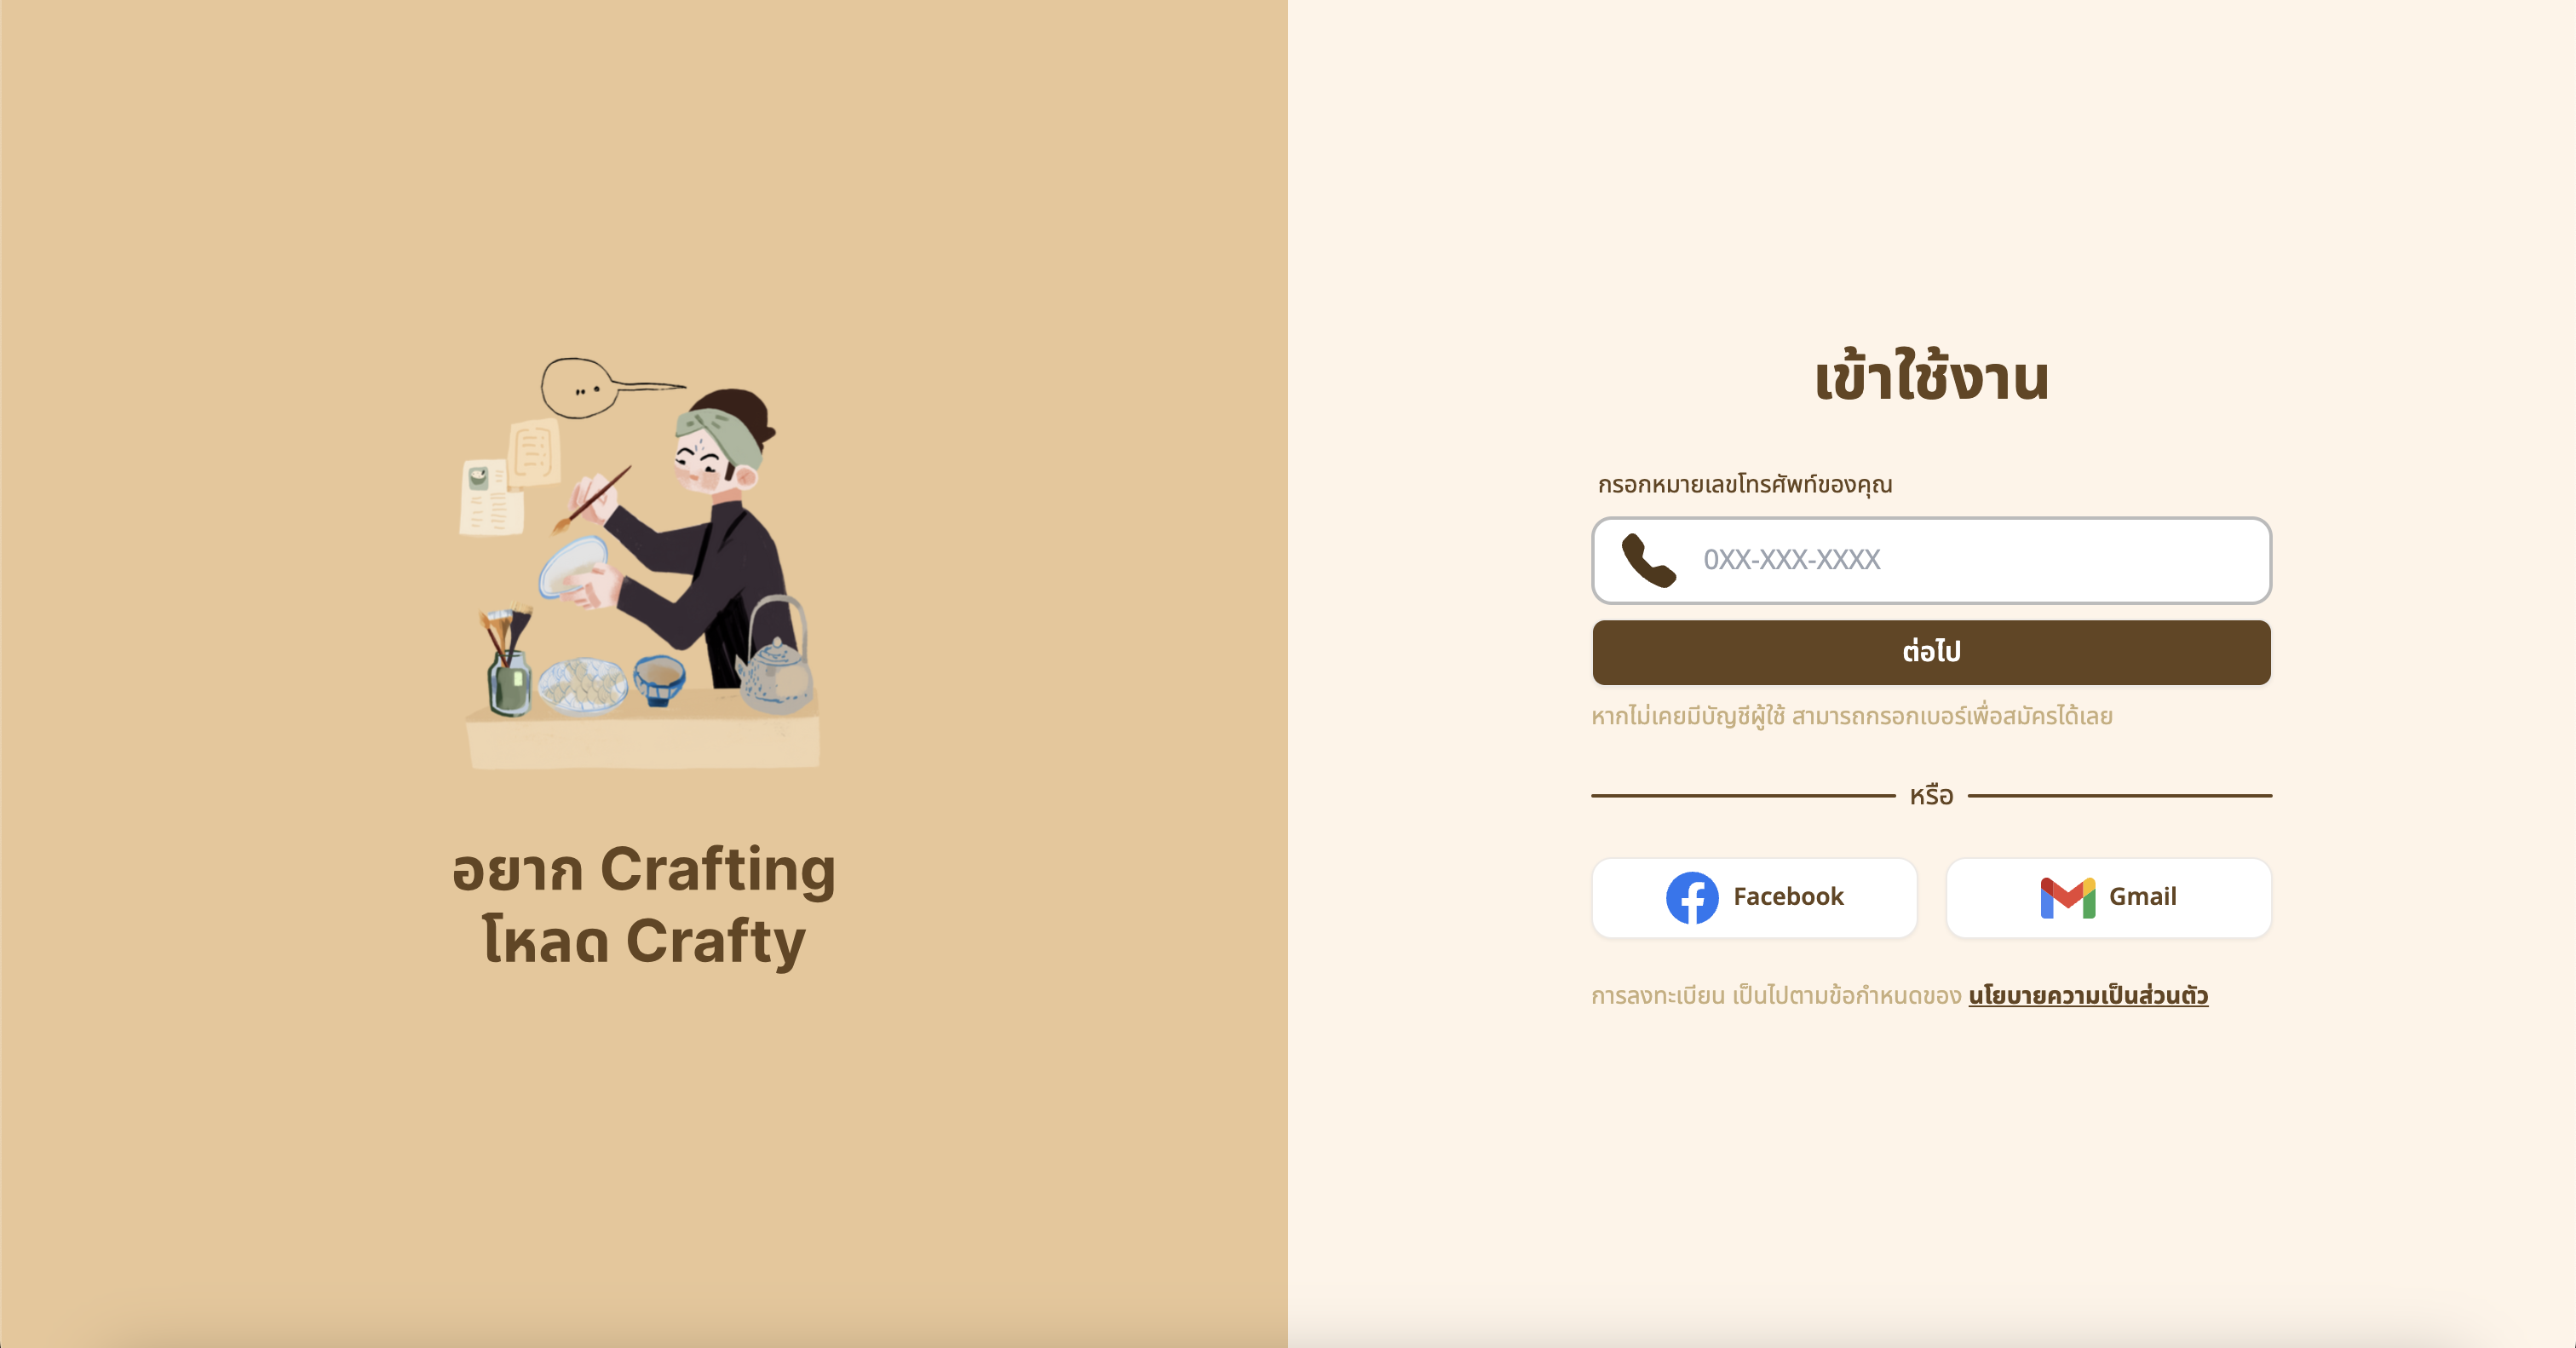 อยาก Crafting
โหลด Crafty
เข้าใช้งาน
กรอกหมายเลขโทรศัพท์ของคุณ
0XX-XXX-XXXX
ต่อไป
หากไม่เคยมีบัญชีผู้ใช้ สามารถกรอกเบอร์เพื่อสมัครได้เลย
หรือ
Facebook
Gmail
การลงทะเบียน เป็นไปตามข้อกำหนดของ นโยบายความเป็นส่วนตัว